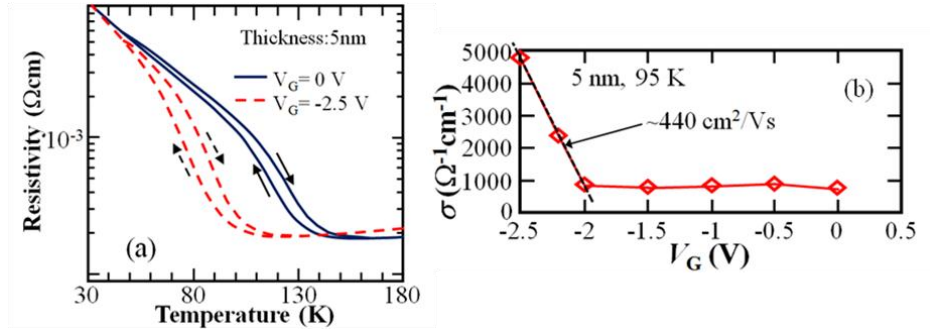 (a)
Thickness:5nm
V_G= 0 V
V_G= -2.5 V
10^-3
Resistivity (Ωcm)
30 80 130 180
Temperature (K)
5000
4000
3000
2000
1000
0
σ (Ω^-1cm^-1)
5 nm, 95 K
(b)
~440 cm^2/Vs
-2.5 -2 -1.5 -1 -0.5 0 0.5
V_G (V)